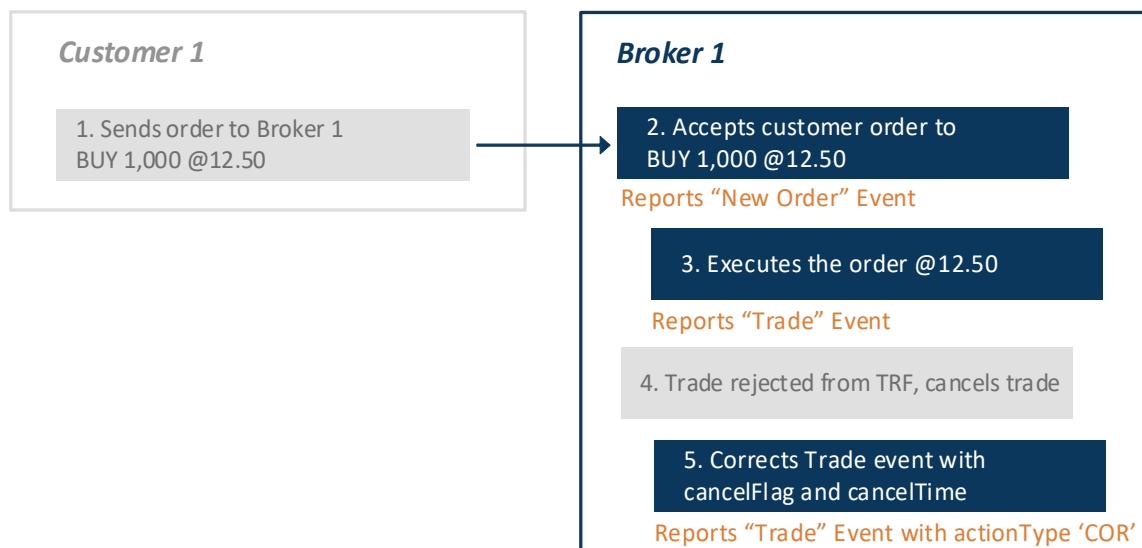 Customer 1
1. Sends order to Broker 1
BUY 1,000 @12.50
Broker 1
2. Accepts customer order to
BUY 1,000 @12.50
Reports “New Order” Event
3. Executes the order @12.50
Reports “Trade” Event
4. Trade rejected from TRF, cancels trade
5. Corrects Trade event with
cancelFlag and cancelTime
Reports “Trade” Event with actionType ‘COR’